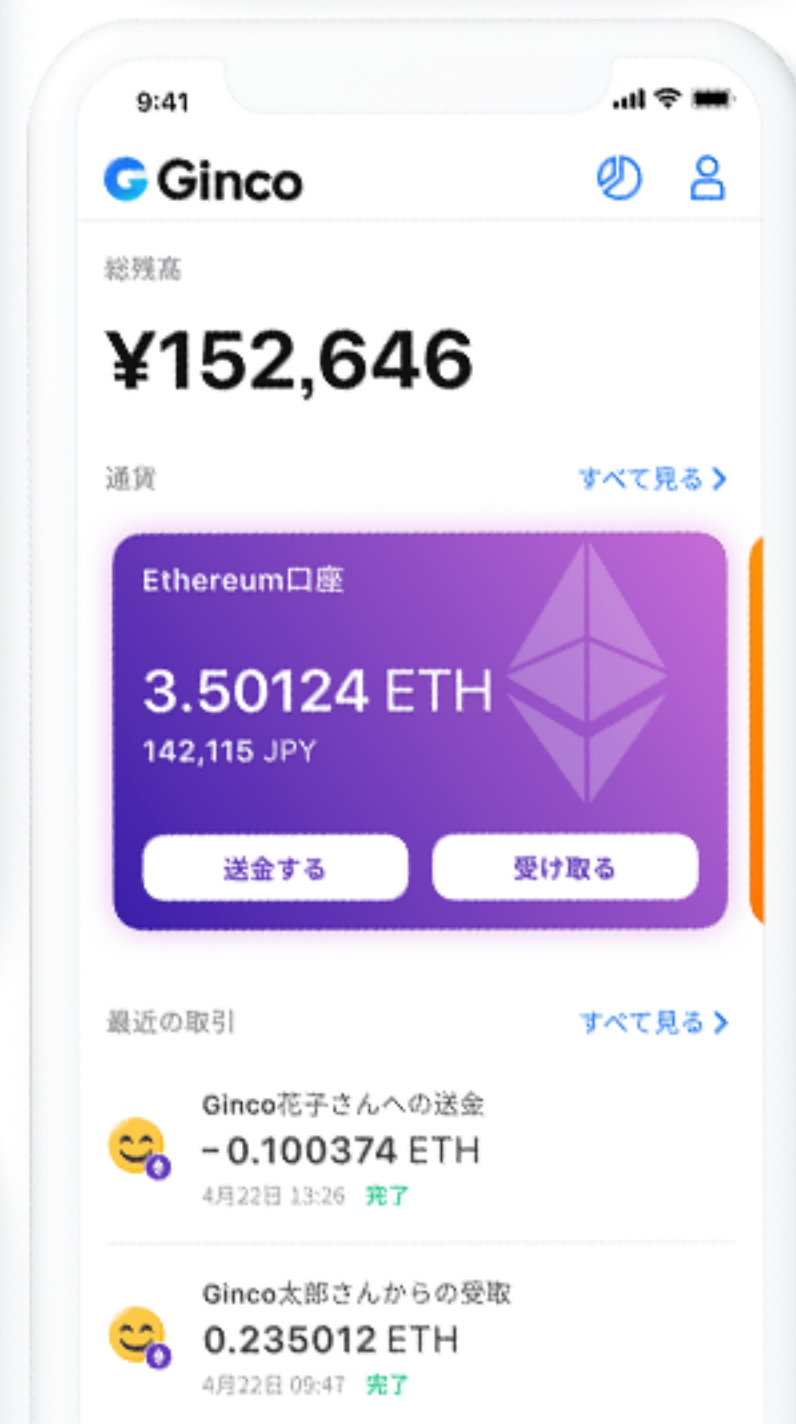 9:41
Ginco
総残高
¥152,646
通貨
すべて見る
Ethereum口座
3.50124 ETH
142,115 JPY
送金する
受け取る
最近の取引
すべて見る
Ginco花子さんへの送金
−0.100374 ETH
4月22日 13:26 完了
Ginco太郎さんからの受取
0.235012 ETH
4月22日 09:47 完了